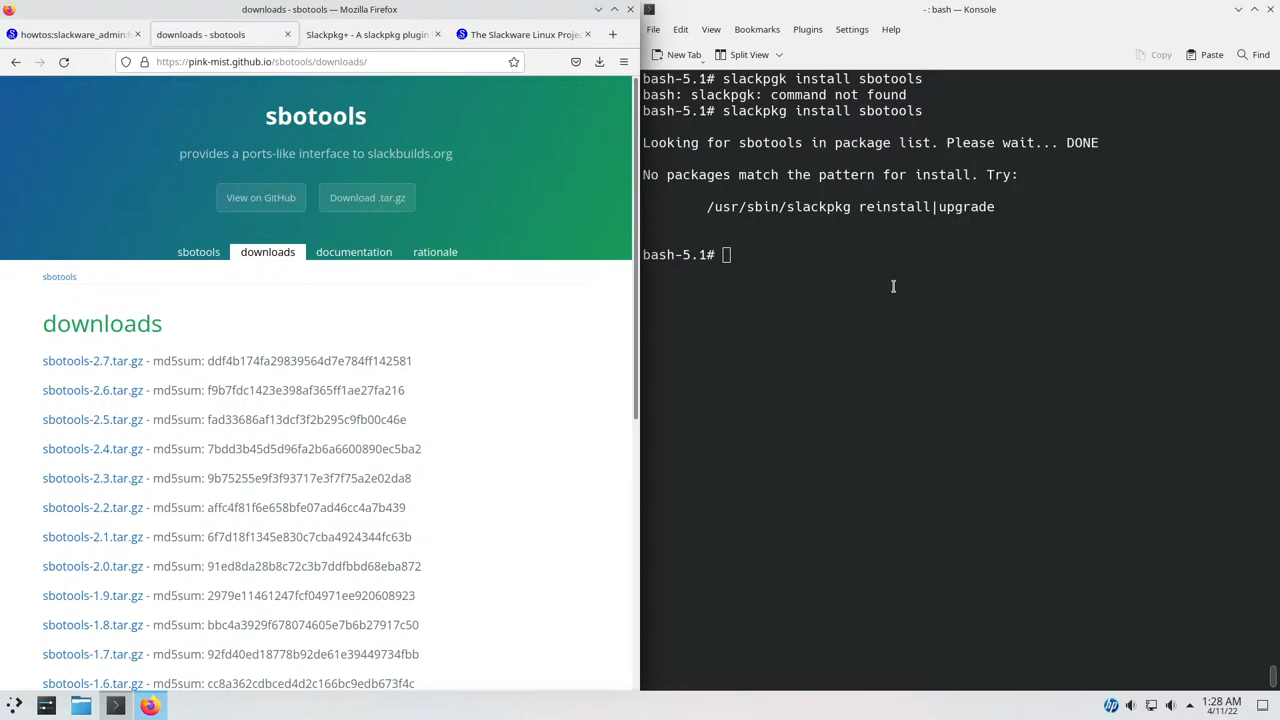 downloads - sbotools — Mozilla Firefox
howtos:slackware_admin:h
downloads - sbotools
Slackpkg+ - A slackpkg plugin
The Slackware Linux Proje
https://pink-mist.github.io/sbotools/downloads/
sbotools
provides a ports-like interface to slackbuilds.org
View on GitHub
Download .tar.gz
sbotools
downloads
documentation
rationale
sbotools
downloads
sbotools-2.7.tar.gz - md5sum: ddf4b174fa29839564d7e784ff142581
sbotools-2.6.tar.gz - md5sum: f9b7fdc1423e398af365ff1ae27fa216
sbotools-2.5.tar.gz - md5sum: fad33686af13dcf3f2b295c9fb00c46e
sbotools-2.4.tar.gz - md5sum: 7bdd3b45d5d96fa2b6a6600890ec5ba2
sbotools-2.3.tar.gz - md5sum: 9b75255e9f3f93717e3f7f75a2e02da8
sbotools-2.2.tar.gz - md5sum: affc4f81f6e658bfe07ad46cc4a7b439
sbotools-2.1.tar.gz - md5sum: 6f7d18f1345e830c7cba4924344fc63b
sbotools-2.0.tar.gz - md5sum: 91ed8da28b8c72c3b7ddfbbd68eba872
sbotools-1.9.tar.gz - md5sum: 2979e11461247fcf04971ee920608923
sbotools-1.8.tar.gz - md5sum: bbc4a3929f678074605e7b6b27917c50
sbotools-1.7.tar.gz - md5sum: 92fd40ed18778b92de61e39449734fbb
sbotools-1.6.tar.gz - md5sum: cc8a362cdbced4d2c166bc9edb673f4c
- : bash — Konsole
File Edit View Bookmarks Plugins Settings Help
New Tab
Split View
Copy
Paste
Find
bash-5.1# slackpgk install sbotools
bash: slackpgk: command not found
bash-5.1# slackpkg install sbotools
Looking for sbotools in package list. Please wait... DONE
No packages match the pattern for install. Try:
/usr/sbin/slackpkg reinstall|upgrade
bash-5.1#
hp
1:28 AM
4/11/22